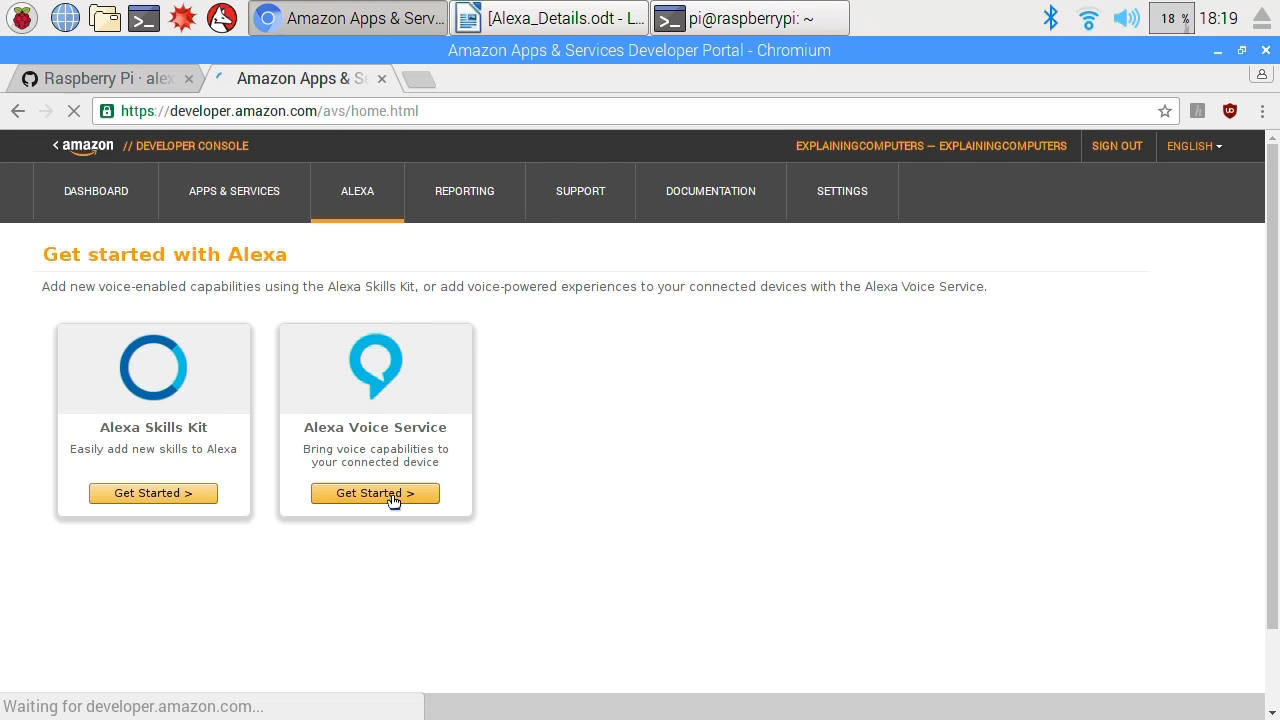 Amazon Apps & Serv...
[Alexa_Details.odt - L...
pi@raspberrypi: ~
18 %
18:19
Amazon Apps & Services Developer Portal - Chromium
Raspberry Pi · alex
Amazon Apps & S
https://developer.amazon.com/avs/home.html
amazon
// DEVELOPER CONSOLE
EXPLAININGCOMPUTERS — EXPLAININGCOMPUTERS
SIGN OUT
ENGLISH
DASHBOARD
APPS & SERVICES
ALEXA
REPORTING
SUPPORT
DOCUMENTATION
SETTINGS
Get started with Alexa
Add new voice-enabled capabilities using the Alexa Skills Kit, or add voice-powered experiences to your connected devices with the Alexa Voice Service.
Alexa Skills Kit
Easily add new skills to Alexa
Get Started >
Alexa Voice Service
Bring voice capabilities to
your connected device
Get Started >
Waiting for developer.amazon.com...